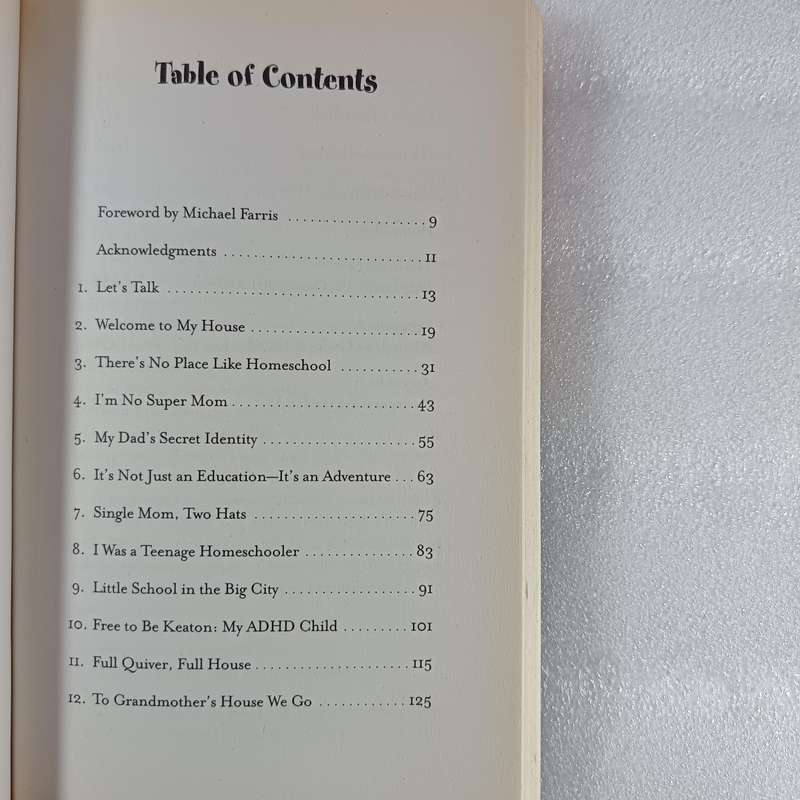 Table of Contents
Foreword by Michael Farris ................... 9
Acknowledgments ........................... 11
1. Let's Talk .................................. 13
2. Welcome to My House ....................... 19
3. There's No Place Like Homeschool ........... 31
4. I'm No Super Mom ......................... 43
5. My Dad's Secret Identity ..................... 55
6. It's Not Just an Education—It's an Adventure ... 63
7. Single Mom, Two Hats ...................... 75
8. I Was a Teenage Homeschooler ............... 83
9. Little School in the Big City .................. 91
10. Free to Be Keaton: My ADHD Child ......... 101
11. Full Quiver, Full House ..................... 115
12. To Grandmother's House We Go ............ 125